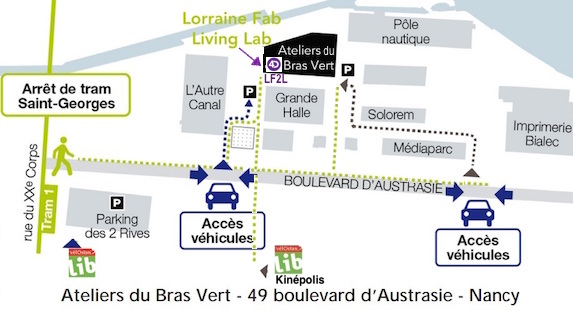 Lorraine Fab
Living Lab
Ateliers du
Bras Vert
LF2L
Pôle
nautique
Arrêt de tram
Saint-Georges
L'Autre
Canal
P
Grande
Halle
P
Solorem
Médiaparc
Imprimerie
Bialec
rue du XXe Corps
Tram 1
BOULEVARD D'AUSTHASIE
P
Parking
des 2 Rives
Accès
véhicules
Accès
véhicules
lib
lib
Kinépolis
Ateliers du Bras Vert - 49 boulevard d'Austrasie - Nancy